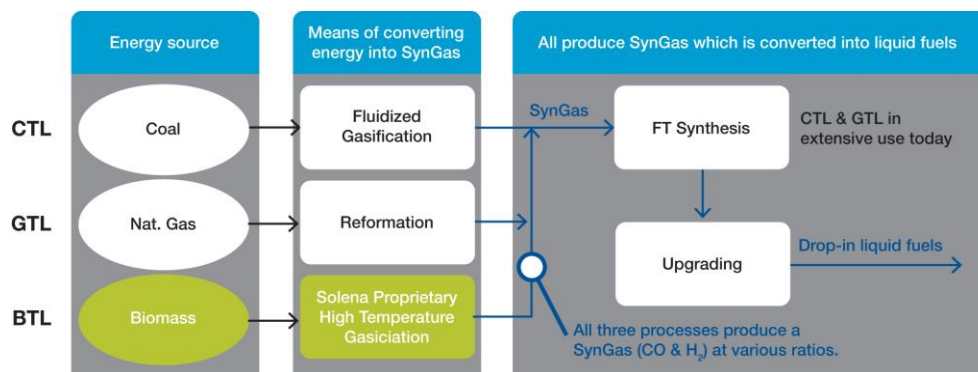 Energy source
Means of converting
energy into SynGas
All produce SynGas which is converted into liquid fuels
CTL
Coal
Fluidized
Gasification
SynGas
FT Synthesis
CTL & GTL in
extensive use today
GTL
Nat. Gas
Reformation
Upgrading
Drop-in liquid fuels
BTL
Biomass
Solena Proprietary
High Temperature
Gasiciation
All three processes produce a
SynGas (CO & H₂) at various ratios.